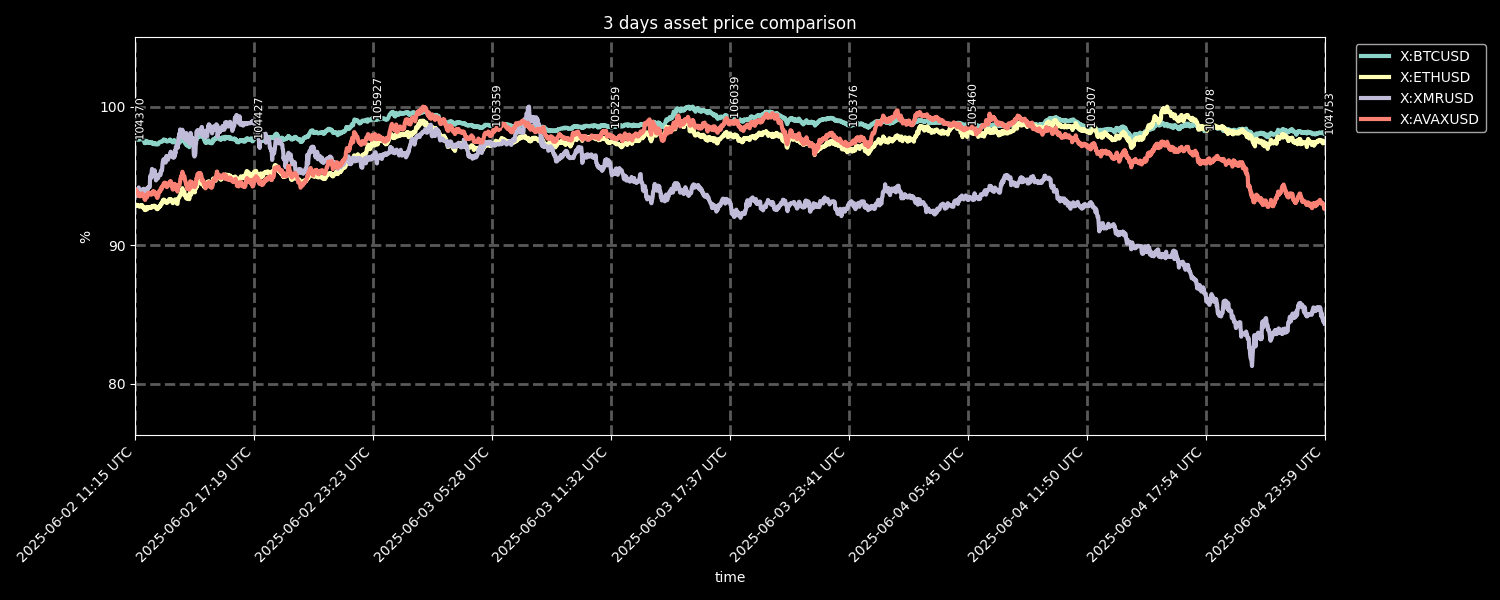 3 days asset price comparison
X:BTCUSD
X:ETHUSD
X:XMRUSD
X:AVAXUSD
%
100
90
80
104370
104427
105927
105359
105259
106039
105376
105460
105307
105078
104753
2025-06-02 11:15 UTC
2025-06-02 17:19 UTC
2025-06-02 23:23 UTC
2025-06-03 05:28 UTC
2025-06-03 11:32 UTC
2025-06-03 17:37 UTC
2025-06-03 23:41 UTC
2025-06-04 05:45 UTC
2025-06-04 11:50 UTC
2025-06-04 17:54 UTC
2025-06-04 23:59 UTC
time